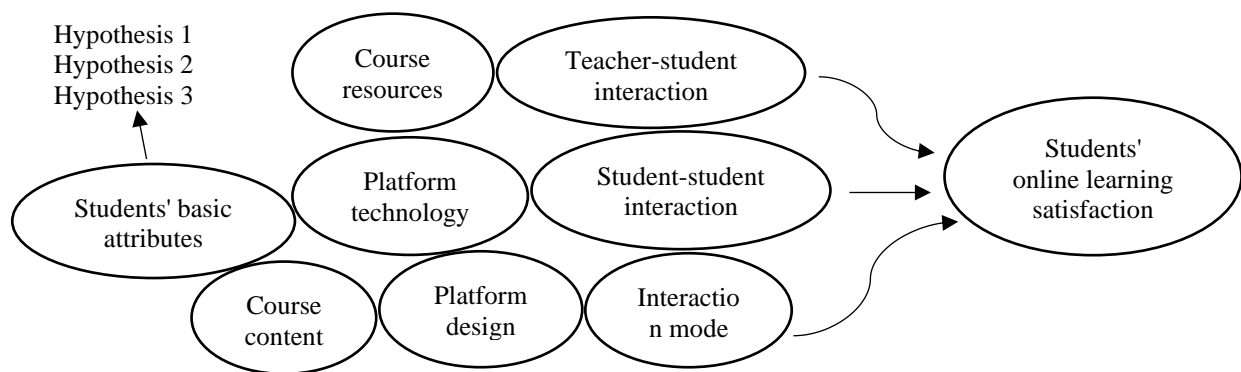 Hypothesis 1
Hypothesis 2
Hypothesis 3
Course
resources
Teacher-student
interaction
Students'
online learning
satisfaction
Students' basic
attributes
Platform
technology
Student-student
interaction
Course
content
Platform
design
Interactio
n mode